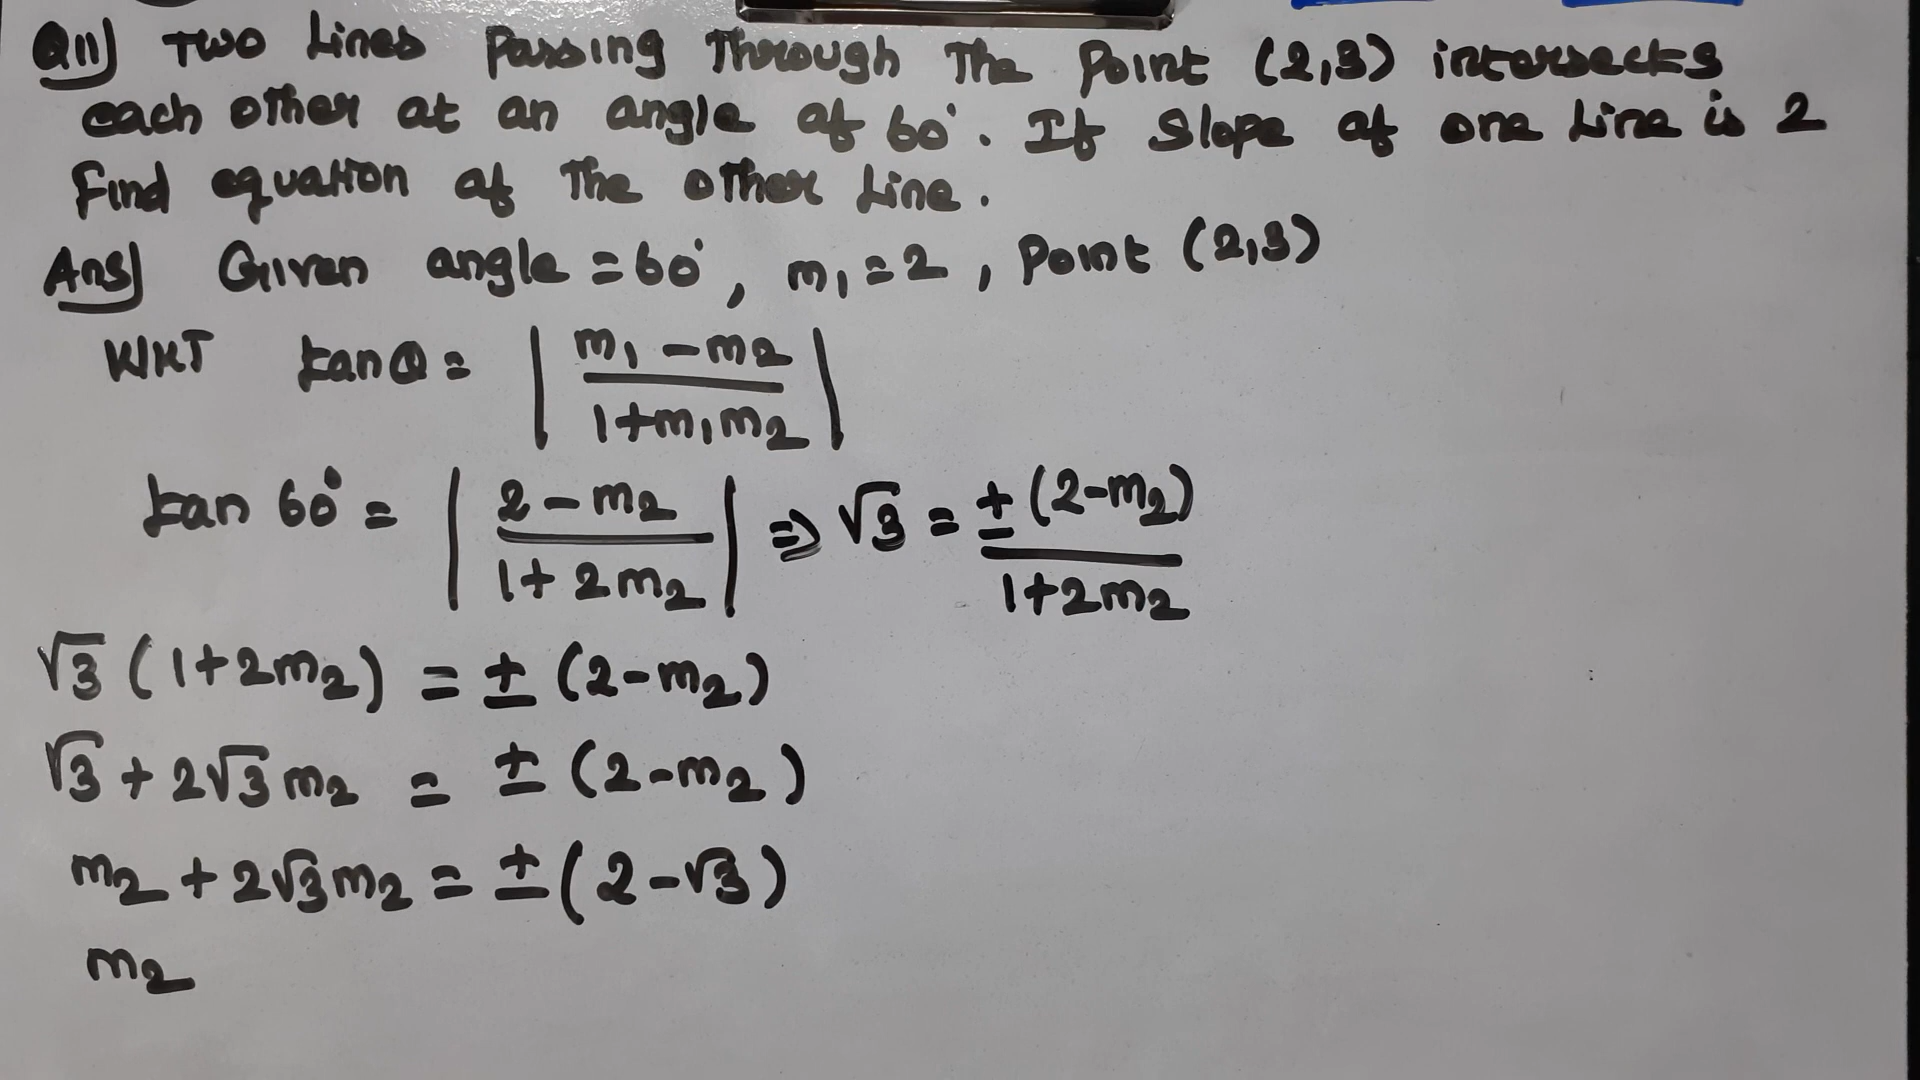 Q11) Two Lines Passing Through The Point (2,3) intersects
each other at an angle of 60°. If Slope of one Line is 2
Find equation of The other Line.
Ans) Given angle = 60°, m₁ = 2, Point (2,3)
WKT tanθ = | m₁ - m₂ / 1+m₁m₂ |
tan 60° = | 2 - m₂ / 1+2m₂ | ⇒ √3 = ± (2-m₂) / 1+2m₂
√3 (1+2m₂) = ± (2-m₂)
√3 + 2√3 m₂ = ± (2-m₂)
m₂ + 2√3 m₂ = ± (2-√3)
m₂